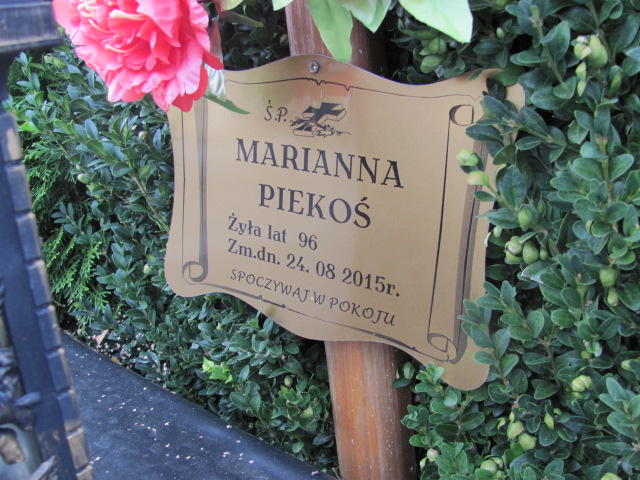 Ś.P.
MARIANNA
PIEKOŚ
Żyła lat 96
Zm.dn. 24. 08 2015r.
SPOCZYWAJ W POKOJU